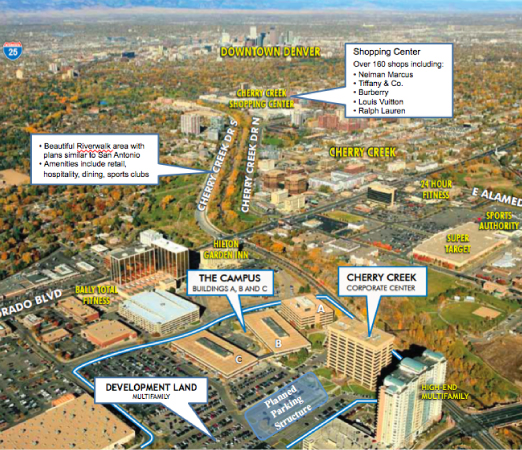 INTERSTATE
25
DOWNTOWN DENVER
Shopping Center
Over 160 shops including:
• Neiman Marcus
• Tiffany & Co.
• Burberry
• Louis Vuitton
• Ralph Lauren
CHERRY CREEK
SHOPPING CENTER
• Beautiful Riverwalk area with
plans similar to San Antonio
• Amenities include retail,
hospitality, dining, sports clubs
CHERRY CREEK DR S
CHERRY CREEK DR N
CHERRY CREEK
24 HOUR
FITNESS
E ALAMED
SPORTS
AUTHORITY
SUPER
TARGET
HILTON
GARDEN INN
THE CAMPUS
BUILDINGS A, B AND C
CHERRY CREEK
CORPORATE CENTER
ORADO BLVD
BALLY TOTAL
FITNESS
A
B
C
DEVELOPMENT LAND
MULTIFAMILY
Planned
Parking
Structure
HIGH-END
MULTIFAMILY